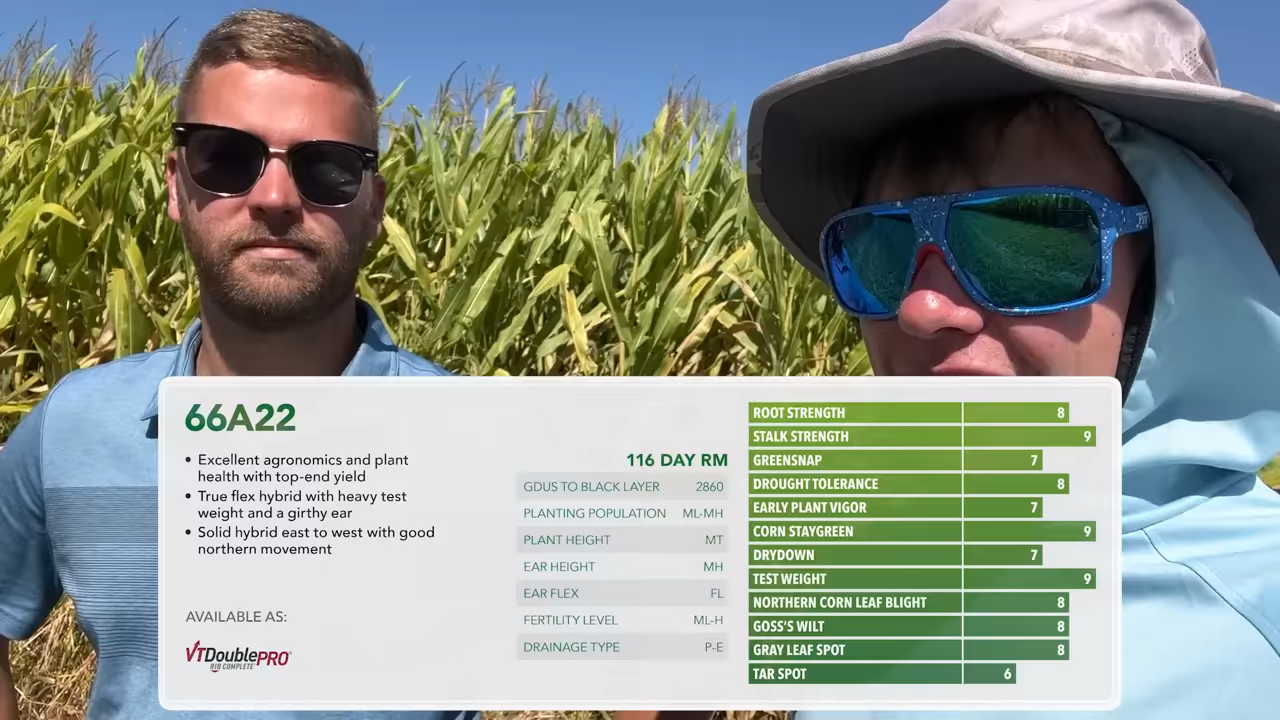 66A22
• Excellent agronomics and plant
health with top-end yield
• True flex hybrid with heavy test
weight and a girthy ear
• Solid hybrid east to west with good
northern movement
AVAILABLE AS:
VTDoublePRO®
RIB COMPLETE
116 DAY RM
GDUS TO BLACK LAYER 2860
PLANTING POPULATION ML-MH
PLANT HEIGHT MT
EAR HEIGHT MH
EAR FLEX FL
FERTILITY LEVEL ML-H
DRAINAGE TYPE P-E
ROOT STRENGTH 8
STALK STRENGTH 9
GREENSNAP 7
DROUGHT TOLERANCE 8
EARLY PLANT VIGOR 7
CORN STAYGREEN 9
DRYDOWN 7
TEST WEIGHT 9
NORTHERN CORN LEAF BLIGHT 8
GOSS'S WILT 8
GRAY LEAF SPOT 8
TAR SPOT 6